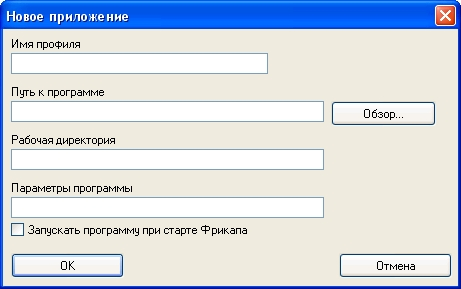 Новое приложение
Имя профиля
Путь к программе
Обзор...
Рабочая директория
Параметры программы
Запускать программу при старте Фрикапа
OK
Отмена